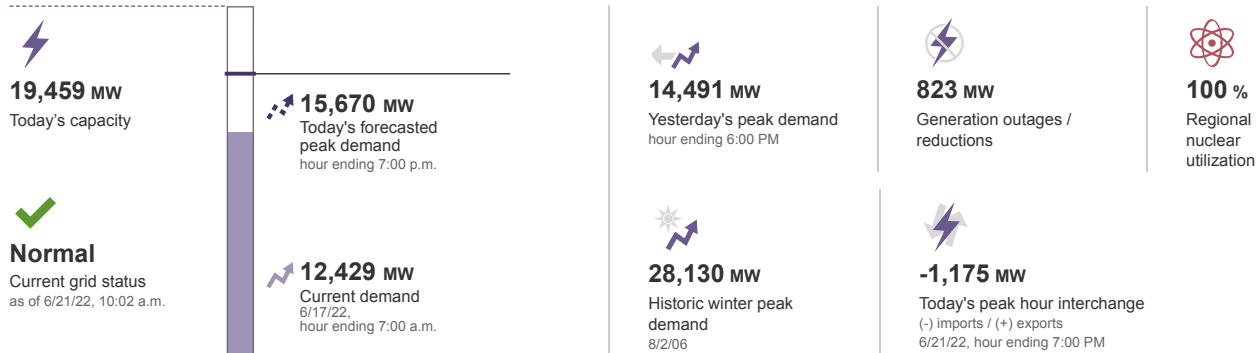 19,459 MW
Today's capacity
Normal
Current grid status
as of 6/21/22, 10:02 a.m.
15,670 MW
Today's forecasted
peak demand
hour ending 7:00 p.m.
12,429 MW
Current demand
6/17/22,
hour ending 7:00 a.m.
14,491 MW
Yesterday's peak demand
hour ending 6:00 PM
823 MW
Generation outages /
reductions
100 %
Regional
nuclear
utilization
28,130 MW
Historic winter peak
demand
8/2/06
-1,175 MW
Today's peak hour interchange
(-) imports / (+) exports
6/21/22, hour ending 7:00 PM